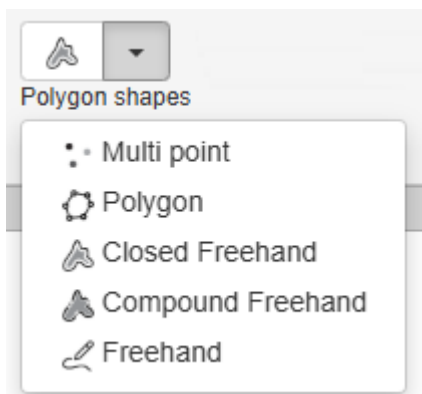 Polygon shapes
Multi point
Polygon
Closed Freehand
Compound Freehand
Freehand